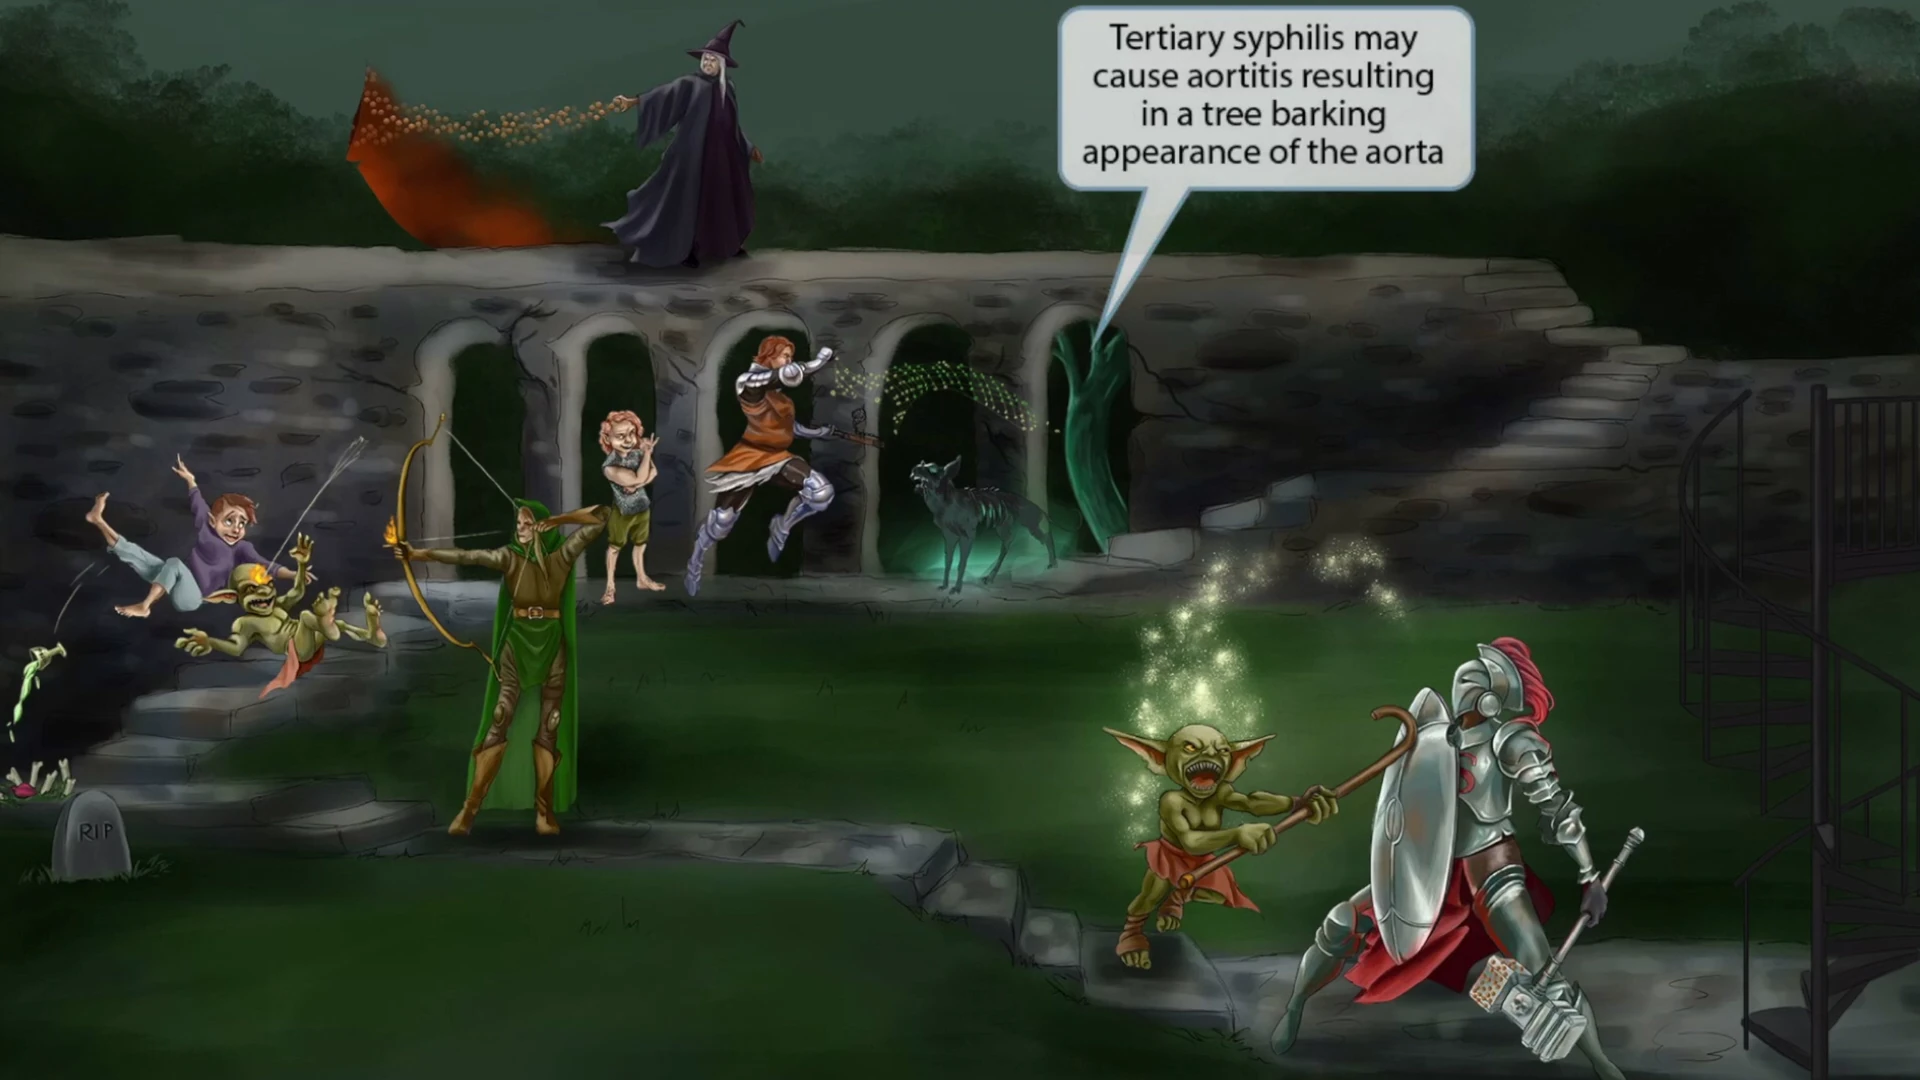 Tertiary syphilis may
cause aortitis resulting
in a tree barking
appearance of the aorta
RIP